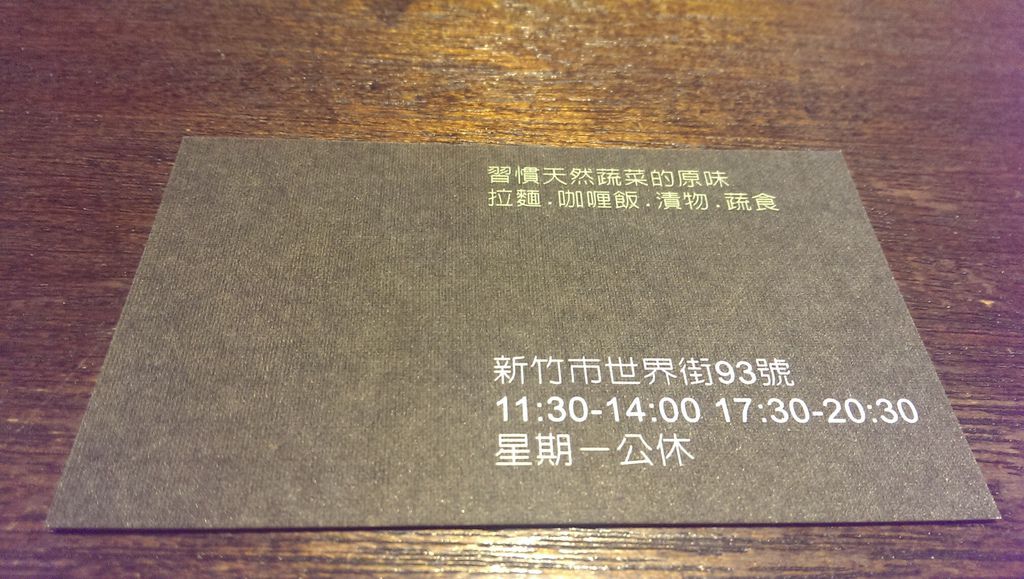 習慣天然蔬菜的原味
拉麵.咖喱飯.漬物.蔬食
新竹市世界街93號
11:30-14:00 17:30-20:30
星期一公休